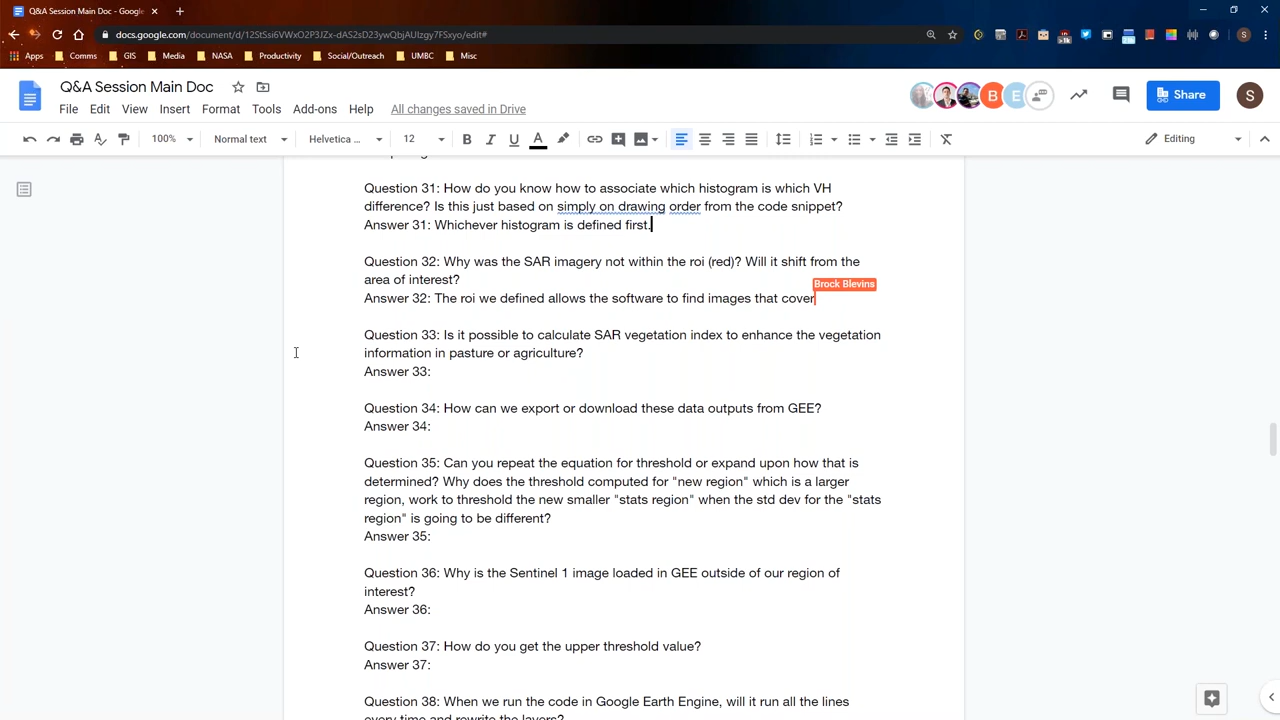 Q&A Session Main Doc - Google
docs.google.com/document/d/12StSsi6VWxO2P3JZx-dAS2sD23ywQbjAUIzgy7FSxyo/edit#
S
Apps Comms GIS Media NASA Productivity Social/Outreach UMBC Misc
Q&A Session Main Doc
File Edit View Insert Format Tools Add-ons Help All changes saved in Drive
B E Share S
100% Normal text Helvetica ... 12 B I U A Editing
Question 31: How do you know how to associate which histogram is which VH
difference? Is this just based on simply on drawing order from the code snippet?
Answer 31: Whichever histogram is defined first.
Question 32: Why was the SAR imagery not within the roi (red)? Will it shift from the
area of interest?
Brock Blevins
Answer 32: The roi we defined allows the software to find images that cover
Question 33: Is it possible to calculate SAR vegetation index to enhance the vegetation
information in pasture or agriculture?
Answer 33:
Question 34: How can we export or download these data outputs from GEE?
Answer 34:
Question 35: Can you repeat the equation for threshold or expand upon how that is
determined? Why does the threshold computed for "new region" which is a larger
region, work to threshold the new smaller "stats region" when the std dev for the "stats
region" is going to be different?
Answer 35:
Question 36: Why is the Sentinel 1 image loaded in GEE outside of our region of
interest?
Answer 36:
Question 37: How do you get the upper threshold value?
Answer 37:
Question 38: When we run the code in Google Earth Engine, will it run all the lines
every time and rewrite the layers?